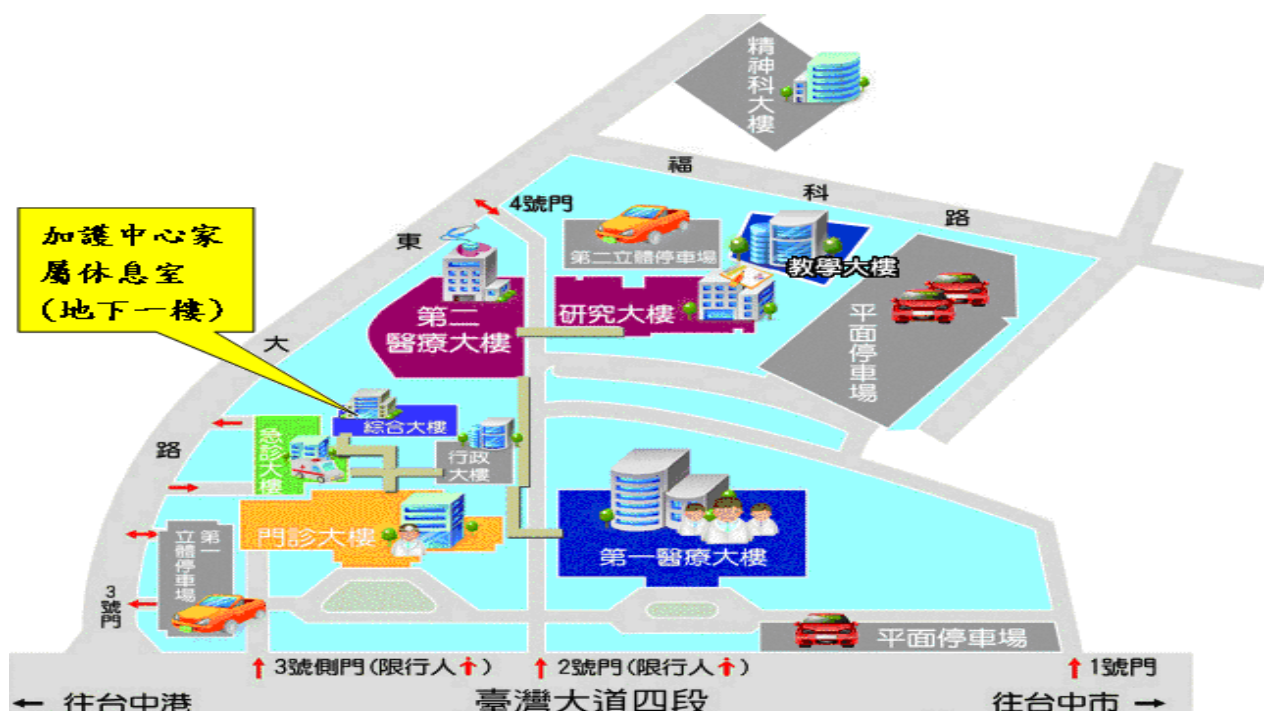 精神科大樓
福科路
4號門
東大路
第二立體停車場
教學大樓
加護中心家
屬休息室
(地下一樓)
第二
醫療大樓
研究大樓
平面停車場
綜合大樓
急診大樓
行政
大樓
門診大樓
第一醫療大樓
第一
立體停車場
3號門
平面停車場
3號側門(限行人)
2號門(限行人)
1號門
← 往台中港
臺灣大道四段
往台中市 →